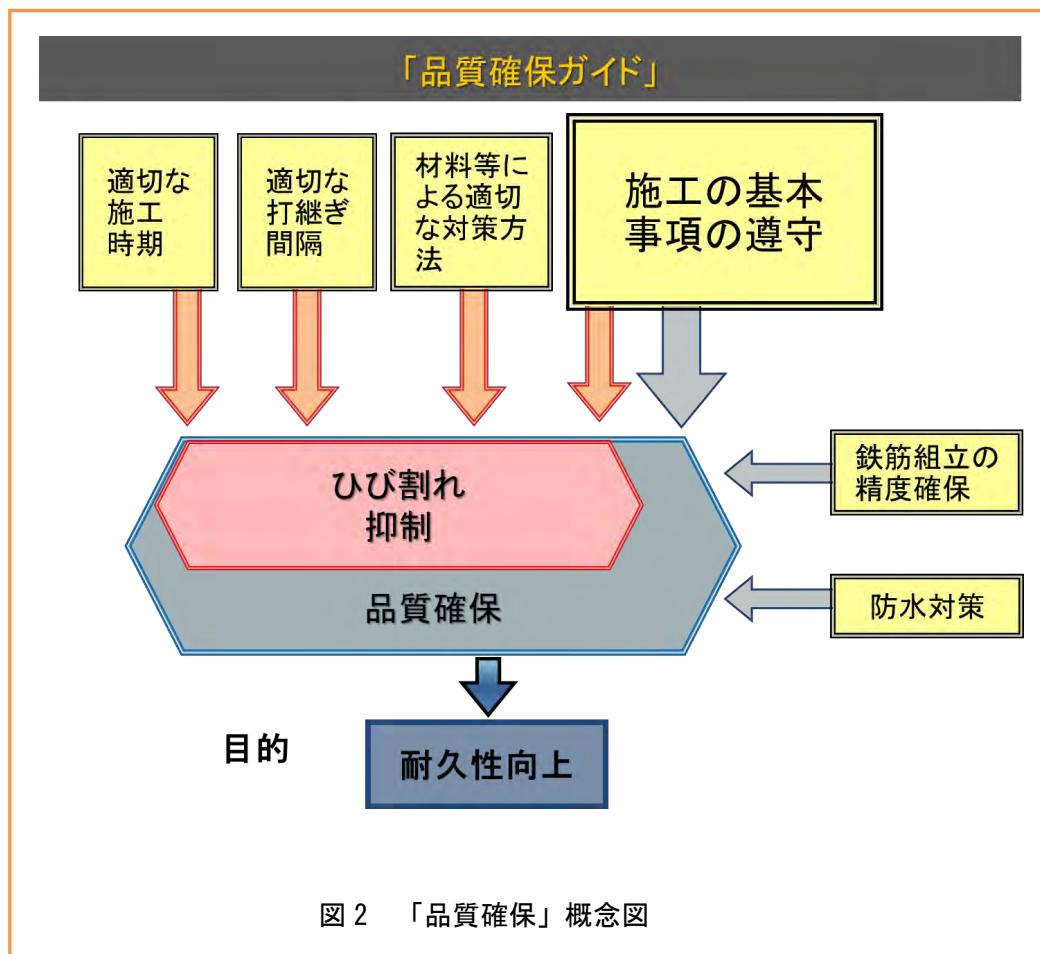 「品質確保ガイド」
適切な
施工
時期
適切な
打継ぎ
間隔
材料等に
よる適切
な対策方
法
施工の基本
事項の遵守
ひび割れ
抑制
品質確保
鉄筋組立の
精度確保
防水対策
目的
耐久性向上
図2 「品質確保」概念図